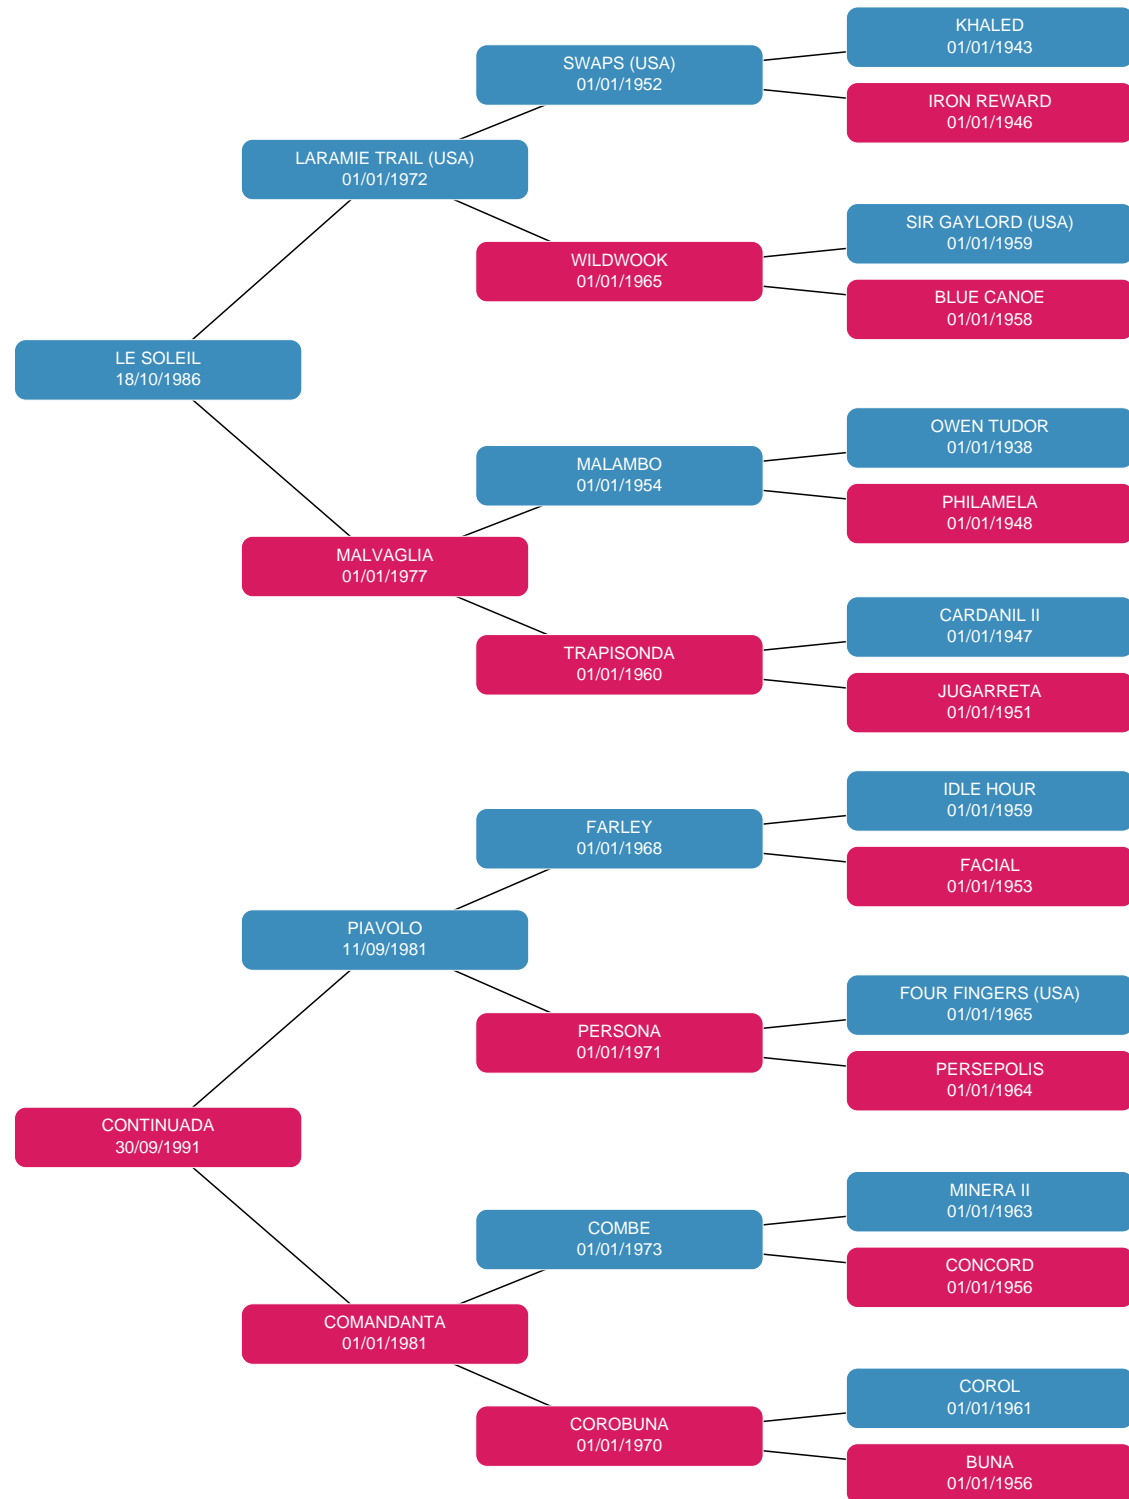 KHALED
01/01/1943
SWAPS (USA)
01/01/1952
IRON REWARD
01/01/1946
LARAMIE TRAIL (USA)
01/01/1972
SIR GAYLORD (USA)
01/01/1959
WILDWOOK
01/01/1965
BLUE CANOE
01/01/1958
LE SOLEIL
18/10/1986
OWEN TUDOR
01/01/1938
MALAMBO
01/01/1954
PHILAMELA
01/01/1948
MALVAGLIA
01/01/1977
CARDANIL II
01/01/1947
TRAPISONDA
01/01/1960
JUGARRETA
01/01/1951
IDLE HOUR
01/01/1959
FARLEY
01/01/1968
FACIAL
01/01/1953
PIAVOLO
11/09/1981
FOUR FINGERS (USA)
01/01/1965
PERSONA
01/01/1971
PERSEPOLIS
01/01/1964
CONTINUADA
30/09/1991
MINERA II
01/01/1963
COMBE
01/01/1973
CONCORD
01/01/1956
COMANDANTA
01/01/1981
COROL
01/01/1961
COROBUNA
01/01/1970
BUNA
01/01/1956